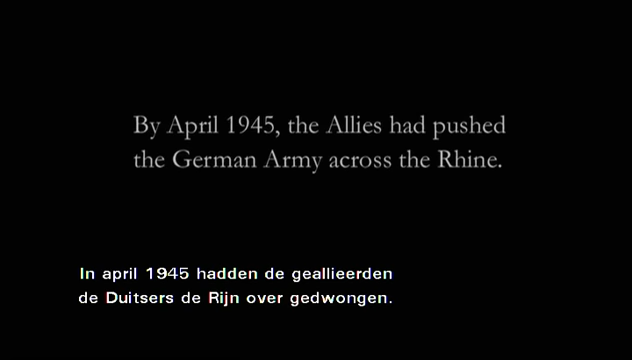 By April 1945, the Allies had pushed
the German Army across the Rhine.
In april 1945 hadden de geallieerden
de Duitsers de Rijn over gedwongen.